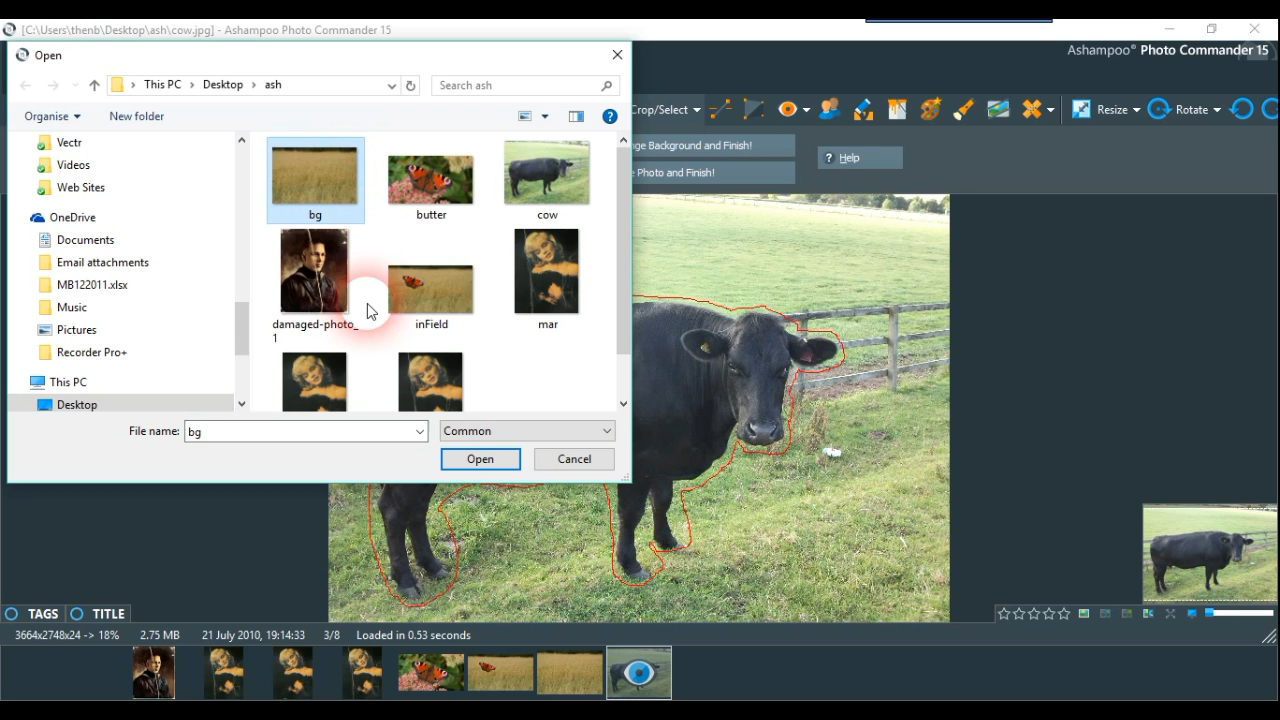 [C:\Users\thenb\Desktop\ash\cow.jpg] - Ashampoo Photo Commander 15
Open
Ashampoo® Photo Commander 15
This PC > Desktop > ash
Search ash
Organise
New folder
Crop/Select
Resize
Rotate
ge Background and Finish!
e Photo and Finish!
? Help
Vectr
Videos
Web Sites
OneDrive
Documents
Email attachments
MB122011.xlsx
Music
Pictures
Recorder Pro+
This PC
Desktop
bg
butter
cow
damaged-photo_
1
inField
mar
File name:
bg
Common
Open
Cancel
TAGS
TITLE
3664x2748x24 -> 18%
2.75 MB
21 July 2010, 19:14:33
3/8
Loaded in 0.53 seconds